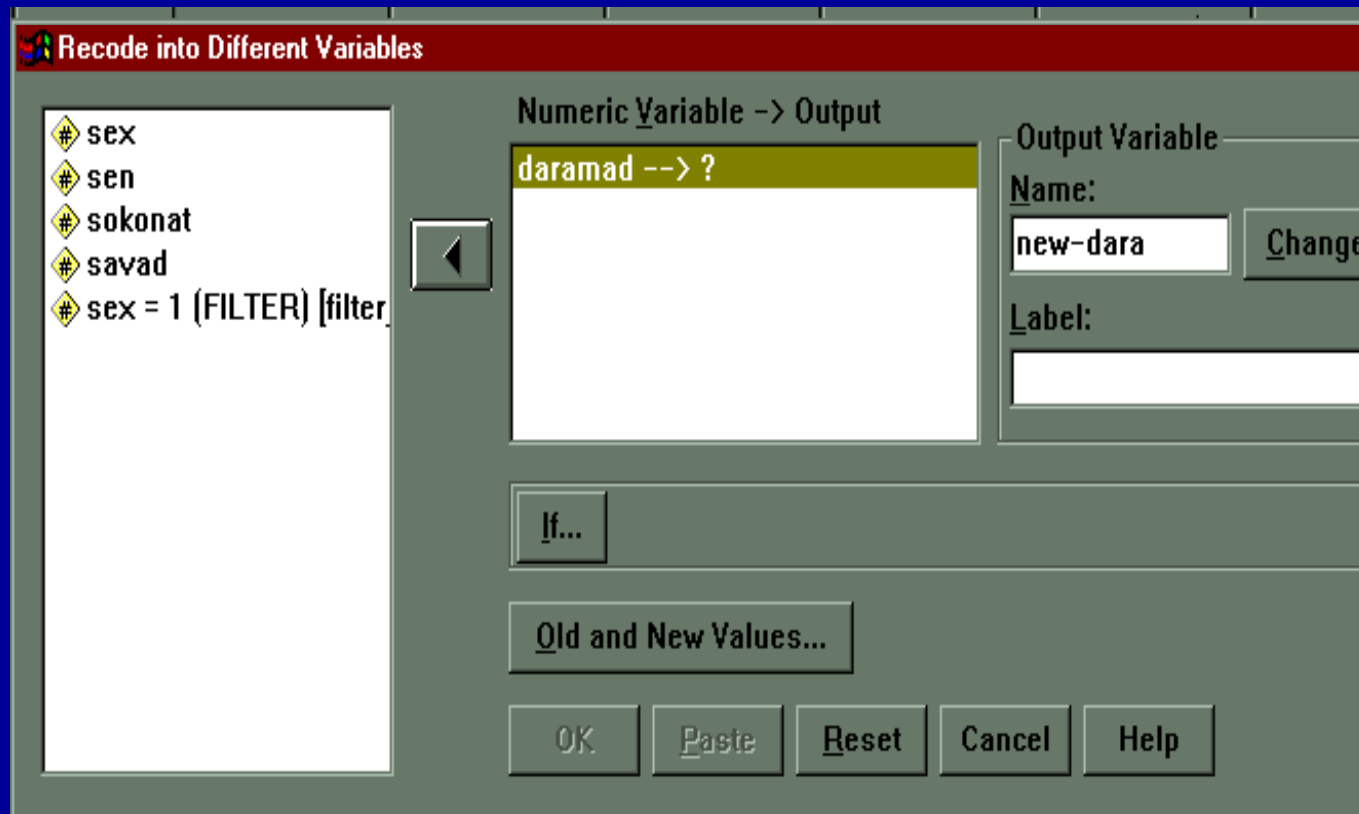 Recode into Different Variables
sex
sen
sokonat
savad
sex = 1 (FILTER) [filter_
Numeric Variable -> Output
daramad --> ?
Output Variable
Name:
new-dara
Change
Label:
If...
Old and New Values...
OK
Paste
Reset
Cancel
Help